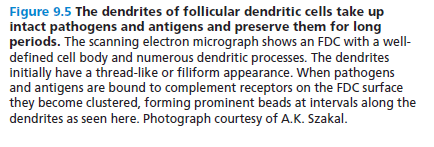 Figure 9.5 The dendrites of follicular dendritic cells take up
intact pathogens and antigens and preserve them for long
periods. The scanning electron micrograph shows an FDC with a well-
defined cell body and numerous dendritic processes. The dendrites
initially have a thread-like or filiform appearance. When pathogens
and antigens are bound to complement receptors on the FDC surface
they become clustered, forming prominent beads at intervals along the
dendrites as seen here. Photograph courtesy of A.K. Szakal.